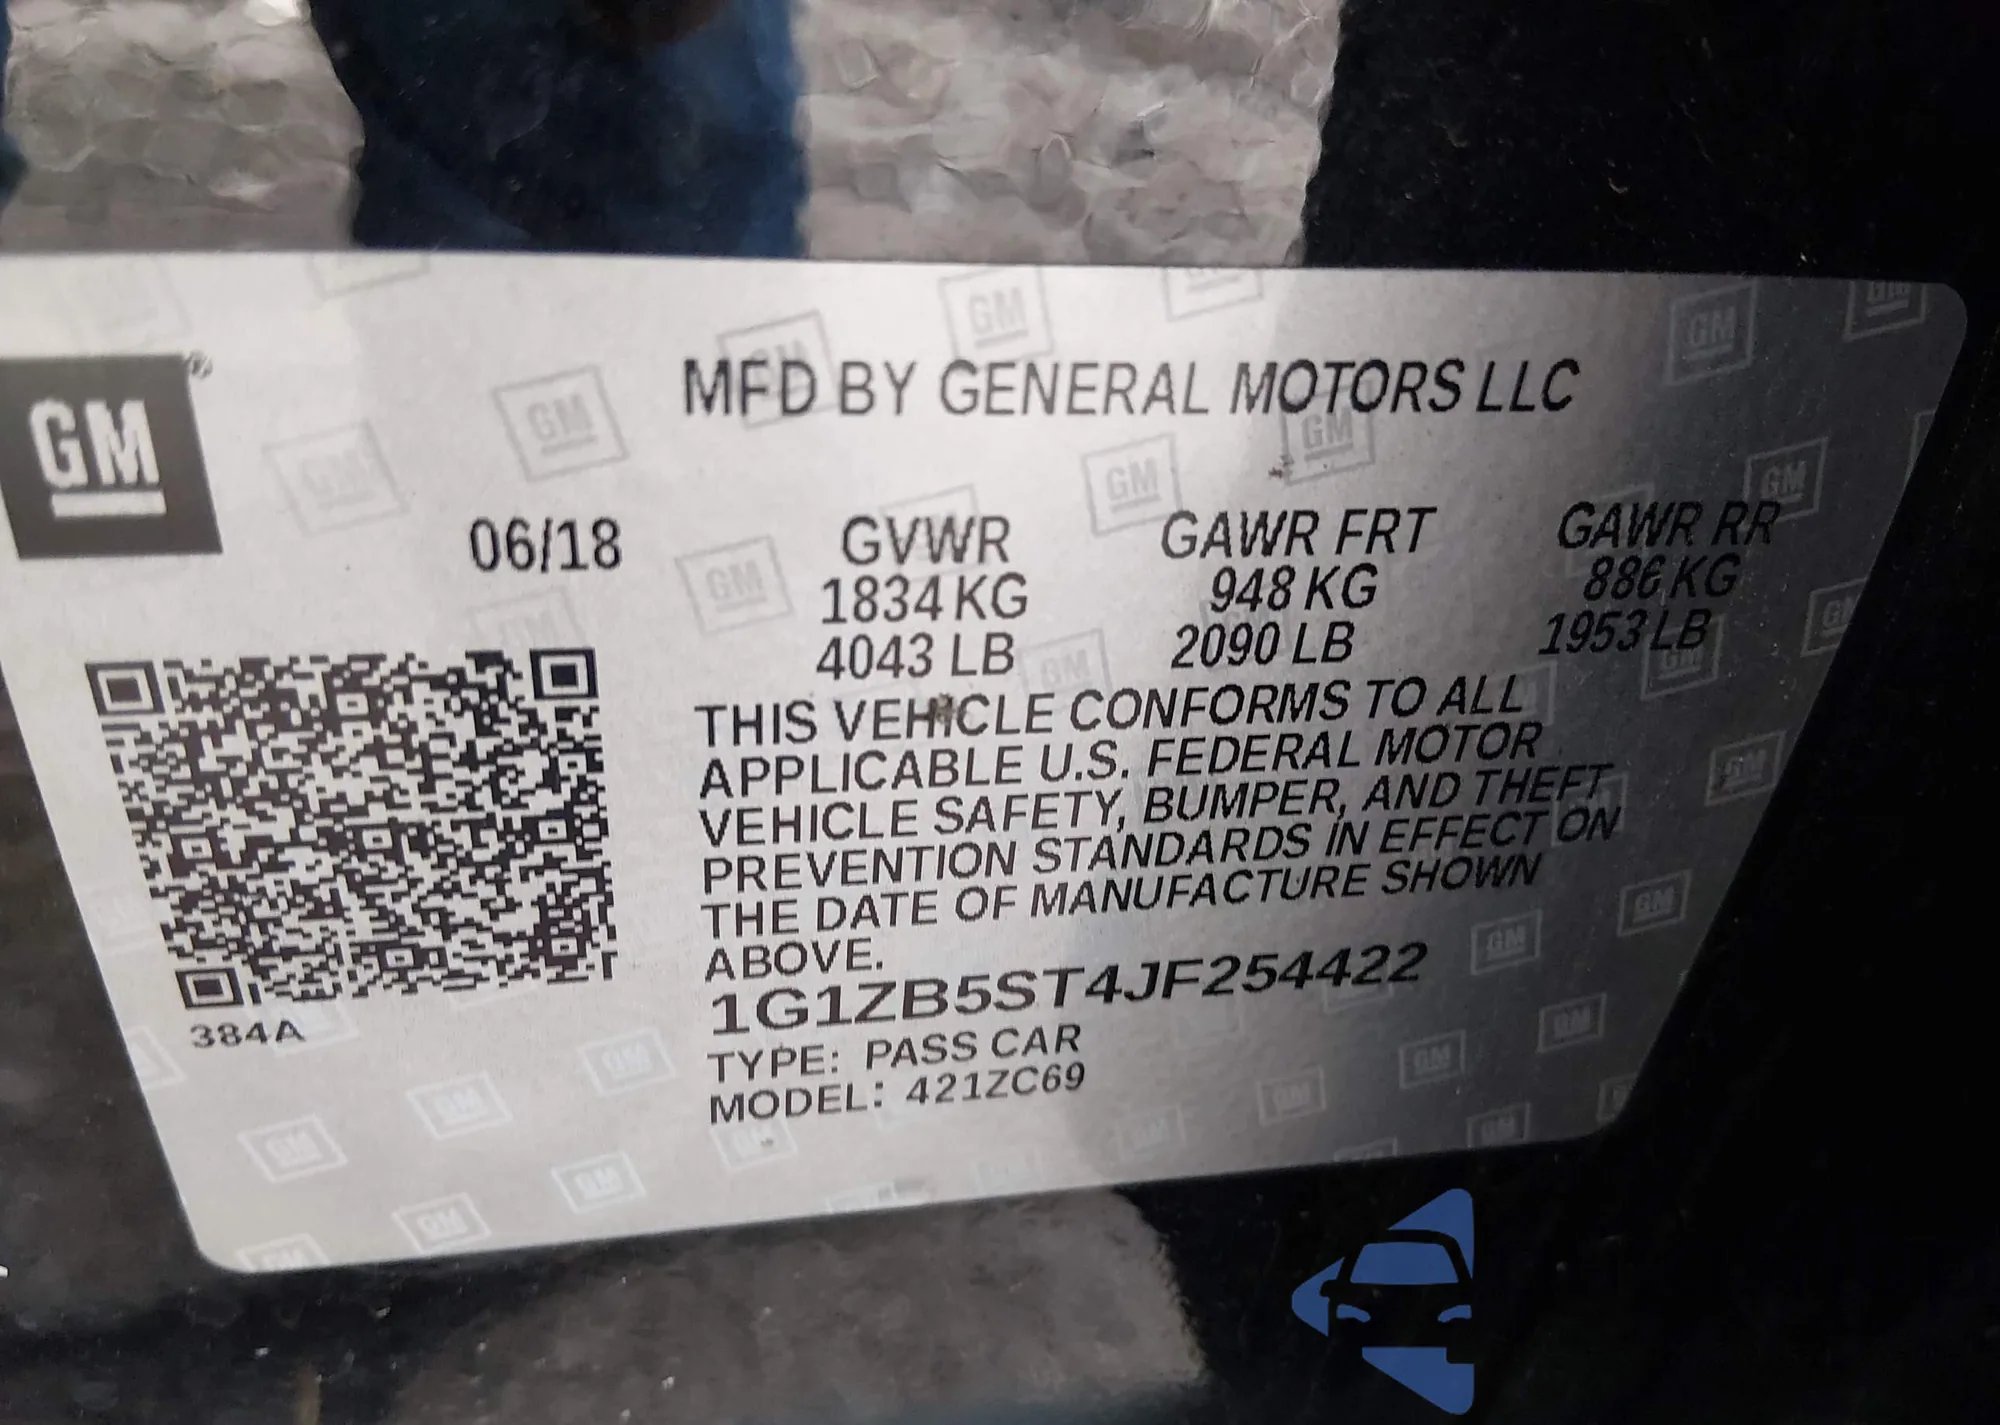 GM
MFD BY GENERAL MOTORS LLC
06/18 GVWR GAWR FRT GAWR RR
1834 KG 948 KG 886 KG
4043 LB 2090 LB 1953 LB
THIS VEHICLE CONFORMS TO ALL
APPLICABLE U.S. FEDERAL MOTOR
VEHICLE SAFETY, BUMPER, AND THEFT
PREVENTION STANDARDS IN EFFECT ON
THE DATE OF MANUFACTURE SHOWN
ABOVE.
1G1ZB5ST4JF254422
384A
TYPE: PASS CAR
MODEL: 421ZC69